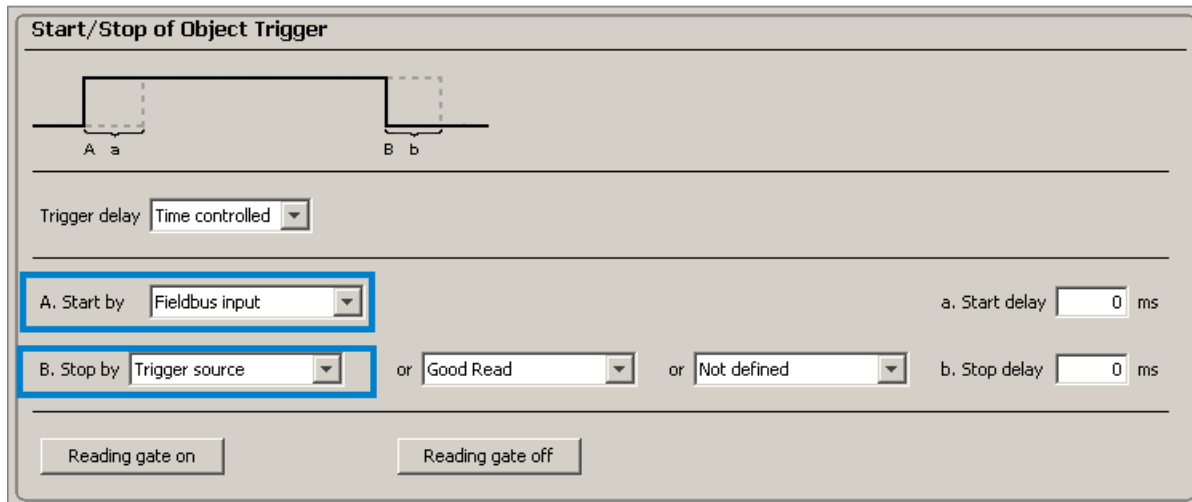 Start/Stop of Object Trigger
A a
B b
Trigger delay Time controlled
A. Start by Fieldbus input a. Start delay 0 ms
B. Stop by Trigger source or Good Read or Not defined b. Stop delay 0 ms
Reading gate on Reading gate off